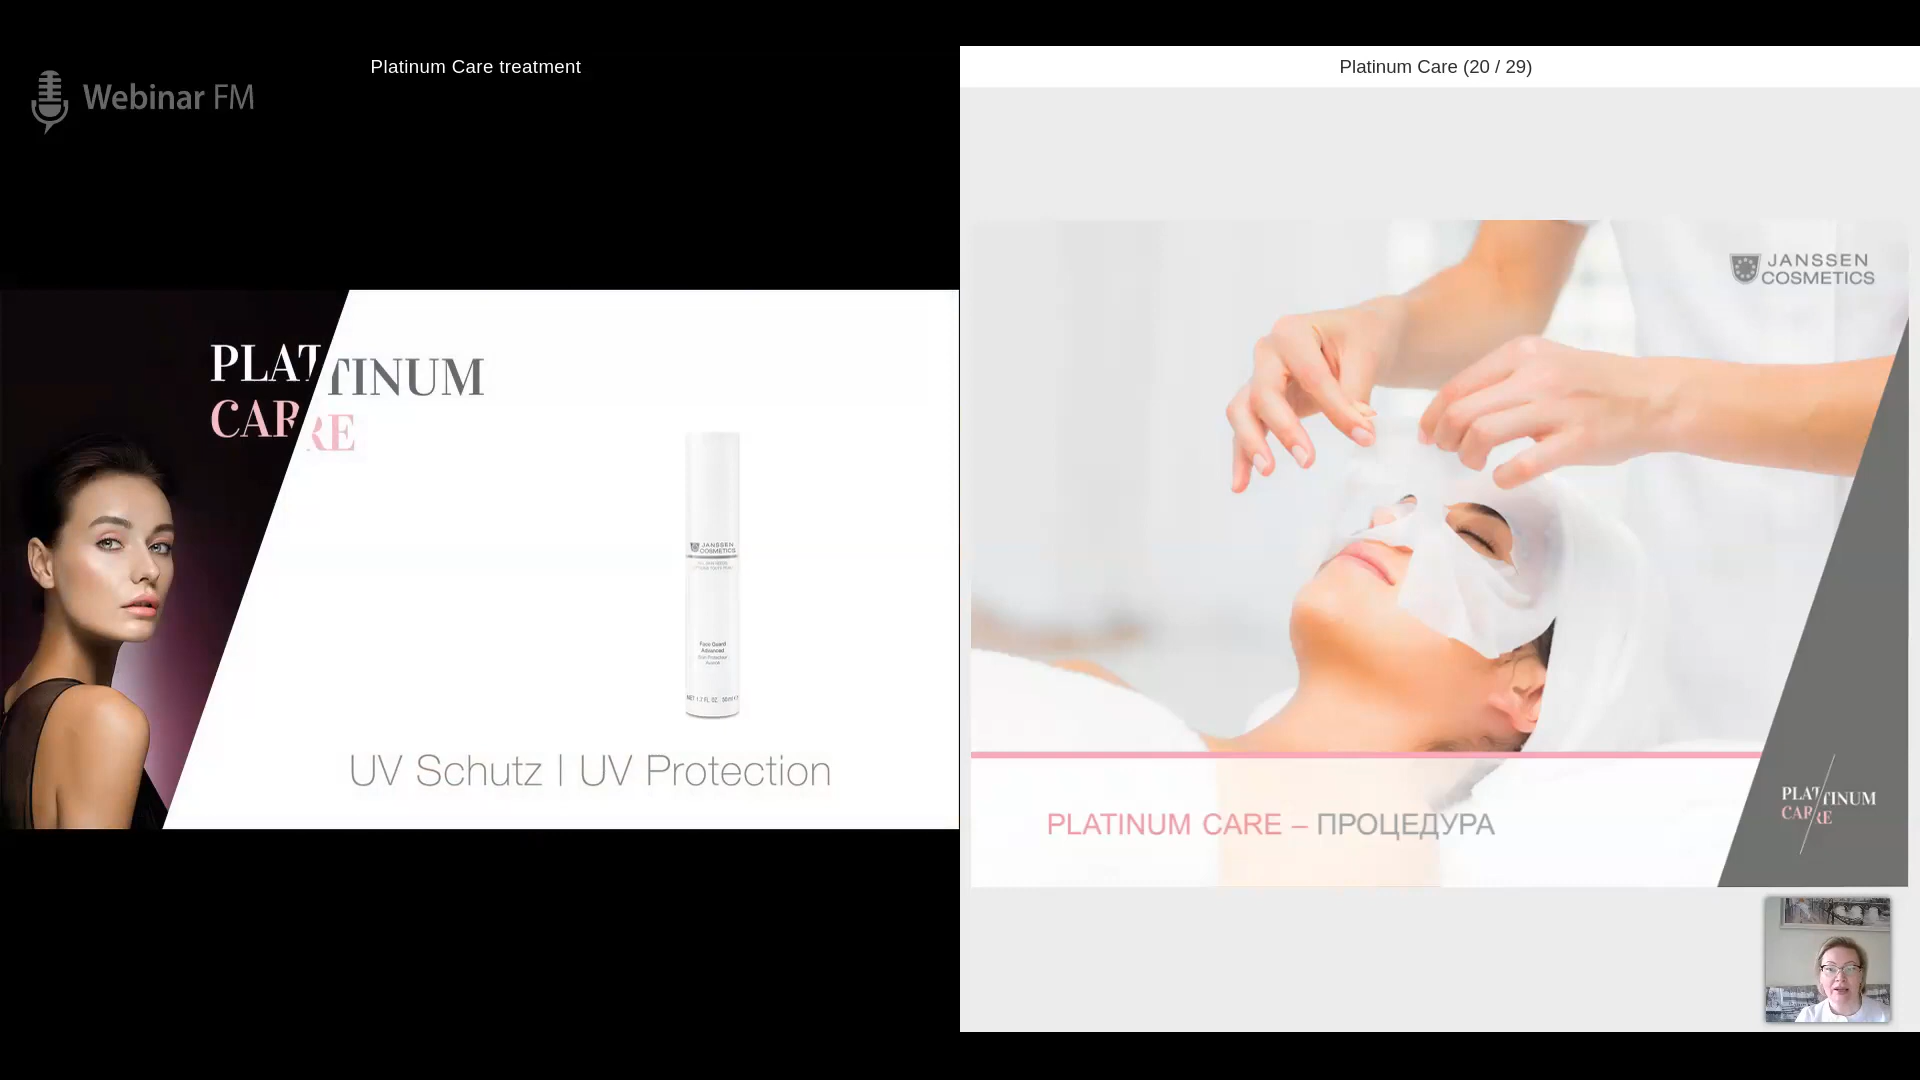 Platinum Care treatment
Platinum Care (20 / 29)
Webinar FM
PLATINUM
CARE
JANSSEN
COSMETICS
Face Guard
Advanced
UV Schutz | UV Protection
JANSSEN
COSMETICS
PLATINUM CARE – ПРОЦЕДУРА
PLATINUM
CARE